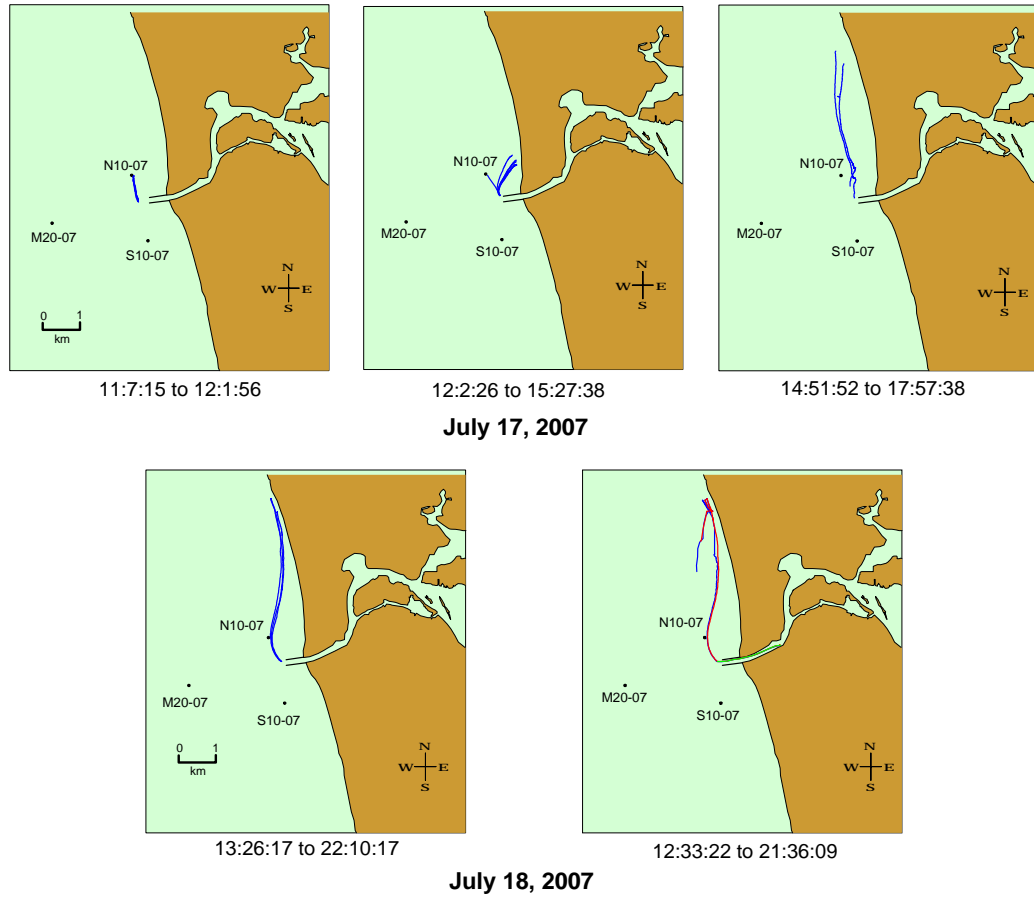 N10-07
M20-07
S10-07
N
W E
S
0 1
km
11:7:15 to 12:1:56
N10-07
M20-07
S10-07
N
W E
S
12:2:26 to 15:27:38
N10-07
M20-07
S10-07
N
W E
S
14:51:52 to 17:57:38
July 17, 2007
N10-07
M20-07
S10-07
0 1
km
N
W E
S
13:26:17 to 22:10:17
N10-07
M20-07
S10-07
N
W E
S
12:33:22 to 21:36:09
July 18, 2007